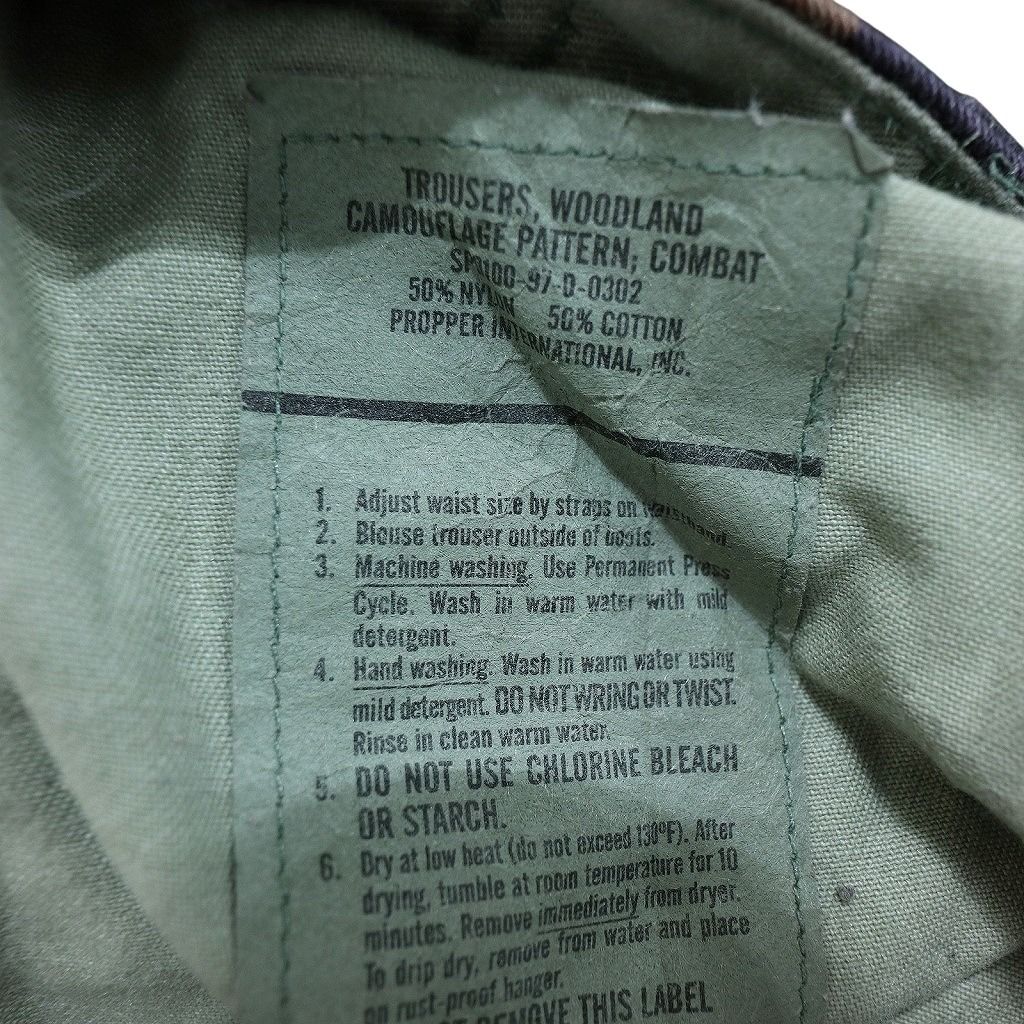 TROUSERS, WOODLAND
CAMOUFLAGE PATTERN; COMBAT
SPO100-97-D-0302
50% NYLON 50% COTTON
PROPPER INTERNATIONAL, INC.
1. Adjust waist size by straps on waistband.
2. Blouse trouser outside of boots.
3. Machine washing. Use Permanent Press
Cycle. Wash in warm water with mild
detergent.
4. Hand washing. Wash in warm water using
mild detergent. DO NOT WRING OR TWIST.
Rinse in clean warm water.
5. DO NOT USE CHLORINE BLEACH
OR STARCH.
6. Dry at low heat (do not exceed 130ºF). After
drying, tumble at room temperature for 10
minutes. Remove immediately from dryer.
To drip dry, remove from water and place
on rust-proof hanger.
REMOVE THIS LABEL